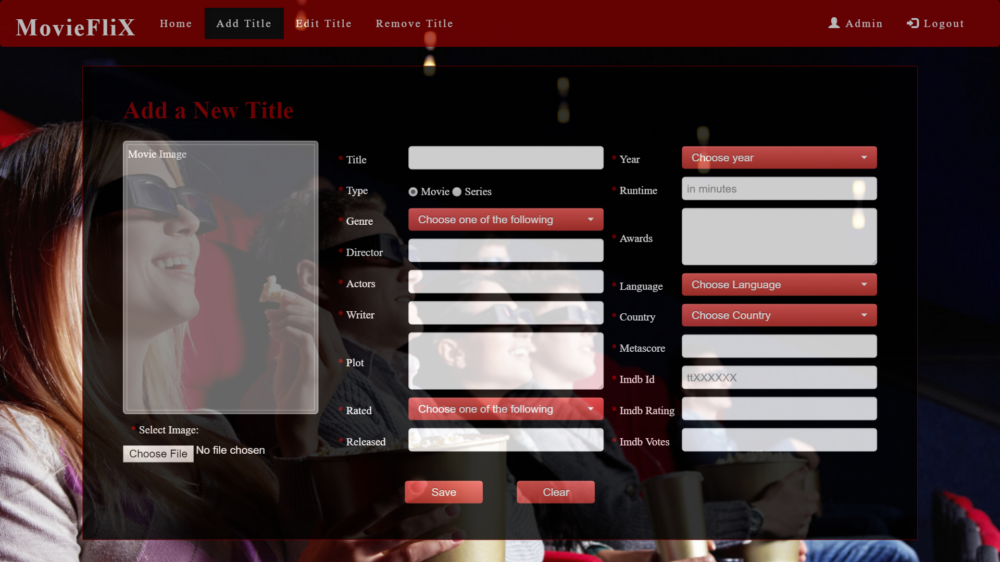 MovieFliX Home Add Title Edit Title Remove Title Admin Logout
Add a New Title
Movie Image
* Select Image:
Choose File No file chosen
* Title
* Type Movie Series
* Genre Choose one of the following
* Director
* Actors
* Writer
* Plot
* Rated Choose one of the following
* Released
* Year Choose year
* Runtime in minutes
* Awards
* Language Choose Language
* Country Choose Country
* Metascore
* Imdb Id ttXXXXXX
* Imdb Rating
* Imdb Votes
Save Clear